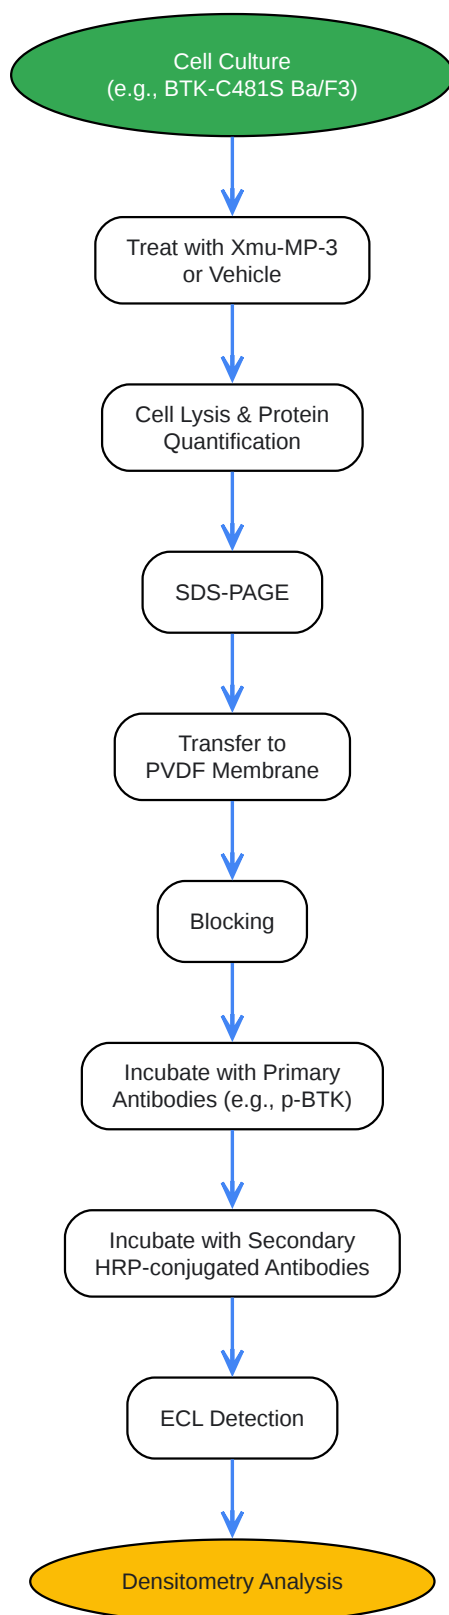 Cell Culture
(e.g., BTK-C481S Ba/F3)
Treat with Xmu-MP-3
or Vehicle
Cell Lysis & Protein
Quantification
SDS-PAGE
Transfer to
PVDF Membrane
Blocking
Incubate with Primary
Antibodies (e.g., p-BTK)
Incubate with Secondary
HRP-conjugated Antibodies
ECL Detection
Densitometry Analysis